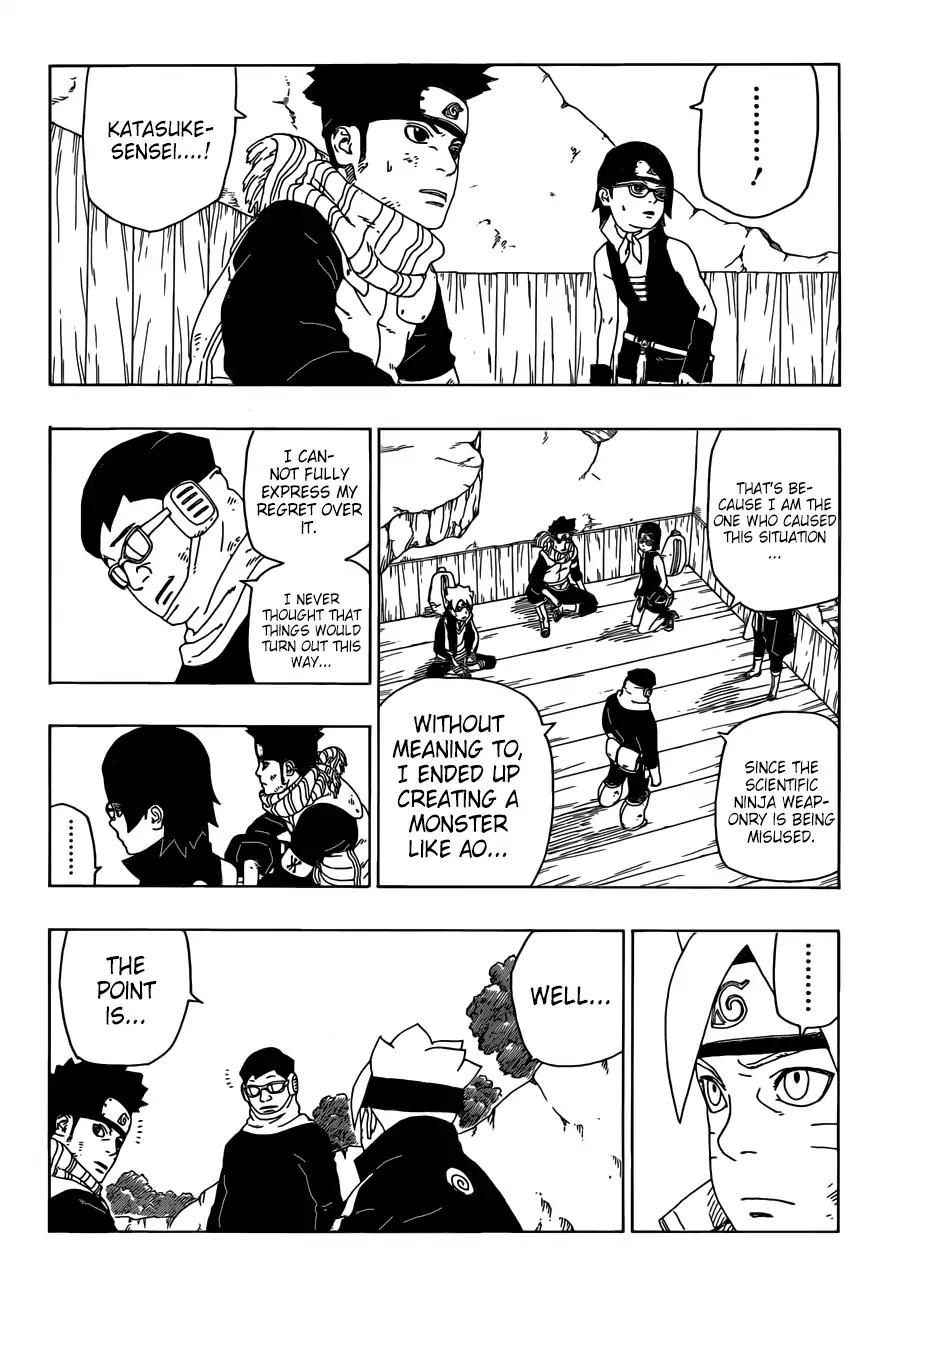 ........!
KATASUKE-
SENSEI....!
THAT'S BE-
CAUSE I AM THE
ONE WHO CAUSED
THIS SITUATION
...
SINCE THE
SCIENTIFIC
NINJA WEAP-
ONRY IS BEING
MISUSED.
WITHOUT
MEANING TO,
I ENDED UP
CREATING A
MONSTER
LIKE AO...
I CAN-
NOT FULLY
EXPRESS MY
REGRET OVER
IT.
I NEVER
THOUGHT THAT
THINGS WOULD
TURN OUT THIS
WAY...
........
.........
WELL...
THE
POINT
IS...